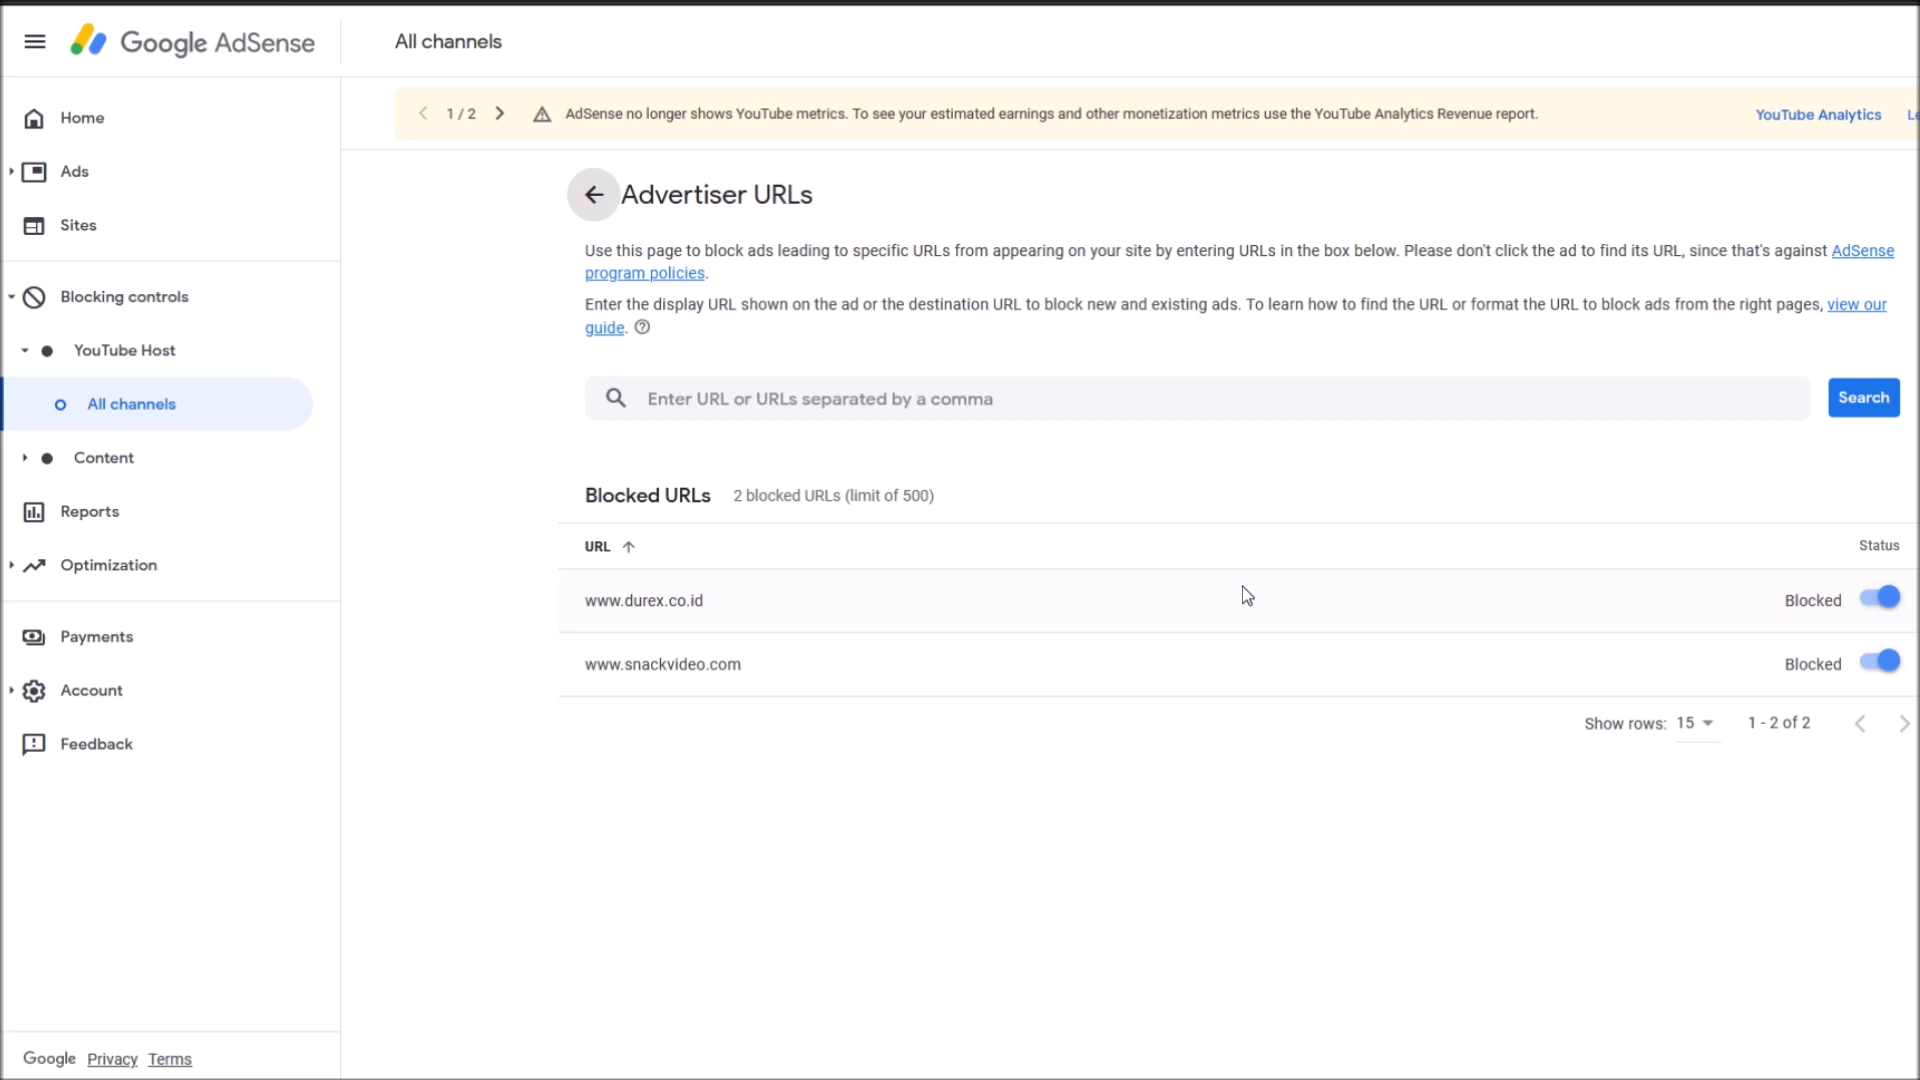 Google AdSense
All channels
Home
Ads
Sites
Blocking controls
YouTube Host
All channels
Content
Reports
Optimization
Payments
Account
Feedback
Google Privacy Terms
1 / 2
AdSense no longer shows YouTube metrics. To see your estimated earnings and other monetization metrics use the YouTube Analytics Revenue report.
YouTube Analytics
Advertiser URLs
Use this page to block ads leading to specific URLs from appearing on your site by entering URLs in the box below. Please don't click the ad to find its URL, since that's against AdSense
program policies.
Enter the display URL shown on the ad or the destination URL to block new and existing ads. To learn how to find the URL or format the URL to block ads from the right pages, view our
guide.
Enter URL or URLs separated by a comma
Search
Blocked URLs 2 blocked URLs (limit of 500)
URL Status
www.durex.co.id Blocked
www.snackvideo.com Blocked
Show rows: 15 1 - 2 of 2